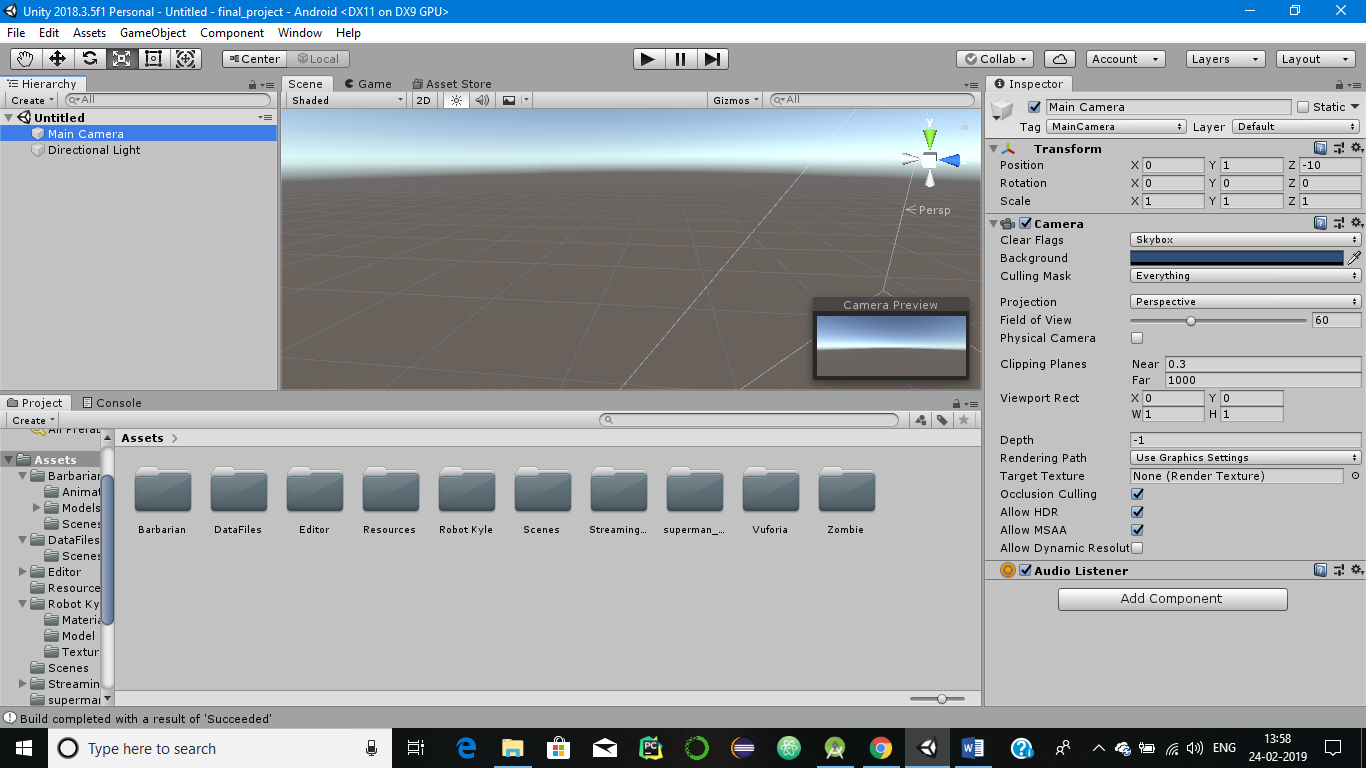 Unity 2018.3.5f1 Personal - Untitled - final_project - Android <DX11 on DX9 GPU>
File Edit Assets GameObject Component Window Help
Center Local Collab Account Layers Layout
Hierarchy
Create All
Untitled
Main Camera
Directional Light
Scene Game Asset Store
Shaded 2D Gizmos All
y
Persp
Camera Preview
Inspector
Main Camera Static
Tag MainCamera Layer Default
Transform
Position X 0 Y 1 Z -10
Rotation X 0 Y 0 Z 0
Scale X 1 Y 1 Z 1
Camera
Clear Flags Skybox
Background
Culling Mask Everything
Projection Perspective
Field of View 60
Physical Camera
Clipping Planes Near 0.3
Far 1000
Viewport Rect X 0 Y 0
W 1 H 1
Depth -1
Rendering Path Use Graphics Settings
Target Texture None (Render Texture)
Occlusion Culling
Allow HDR
Allow MSAA
Allow Dynamic Resolut
Audio Listener
Add Component
Project Console
Create
Assets
Barbarian
Animat
Models
Scenes
DataFiles
Scenes
Editor
Resource
Robot Ky
Materia
Model
Textur
Scenes
Streamin
superma
Assets
Barbarian DataFiles Editor Resources Robot Kyle Scenes Streaming... superman_... Vuforia Zombie
Build completed with a result of 'Succeeded'
Type here to search
PC
ENG
13:58
24-02-2019